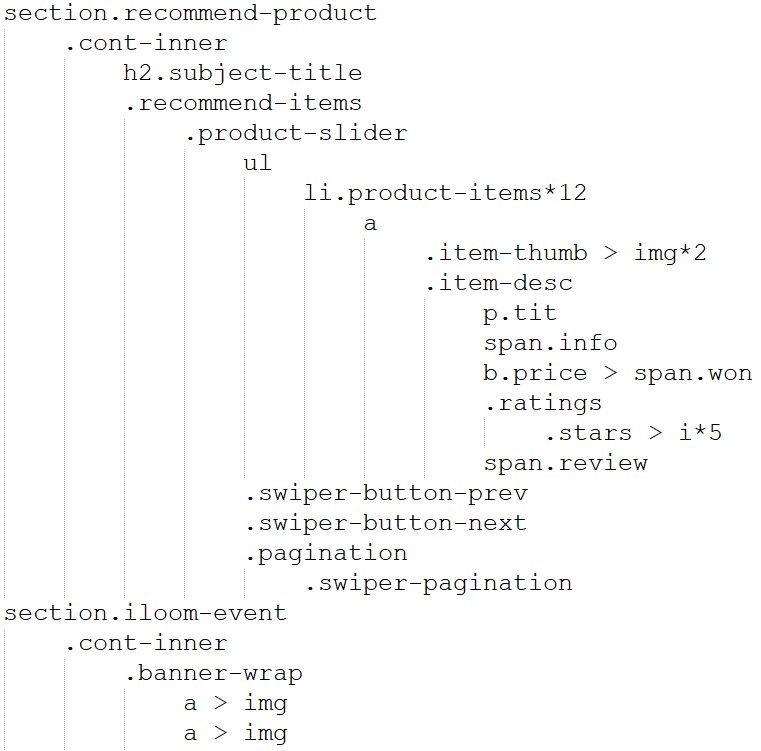 section.recommend-product
.cont-inner
h2.subject-title
.recommend-items
.product-slider
ul
li.product-items*12
a
.item-thumb > img*2
.item-desc
p.tit
span.info
b.price > span.won
.ratings
.stars > i*5
span.review
.swiper-button-prev
.swiper-button-next
.pagination
.swiper-pagination
section.iloom-event
.cont-inner
.banner-wrap
a > img
a > img